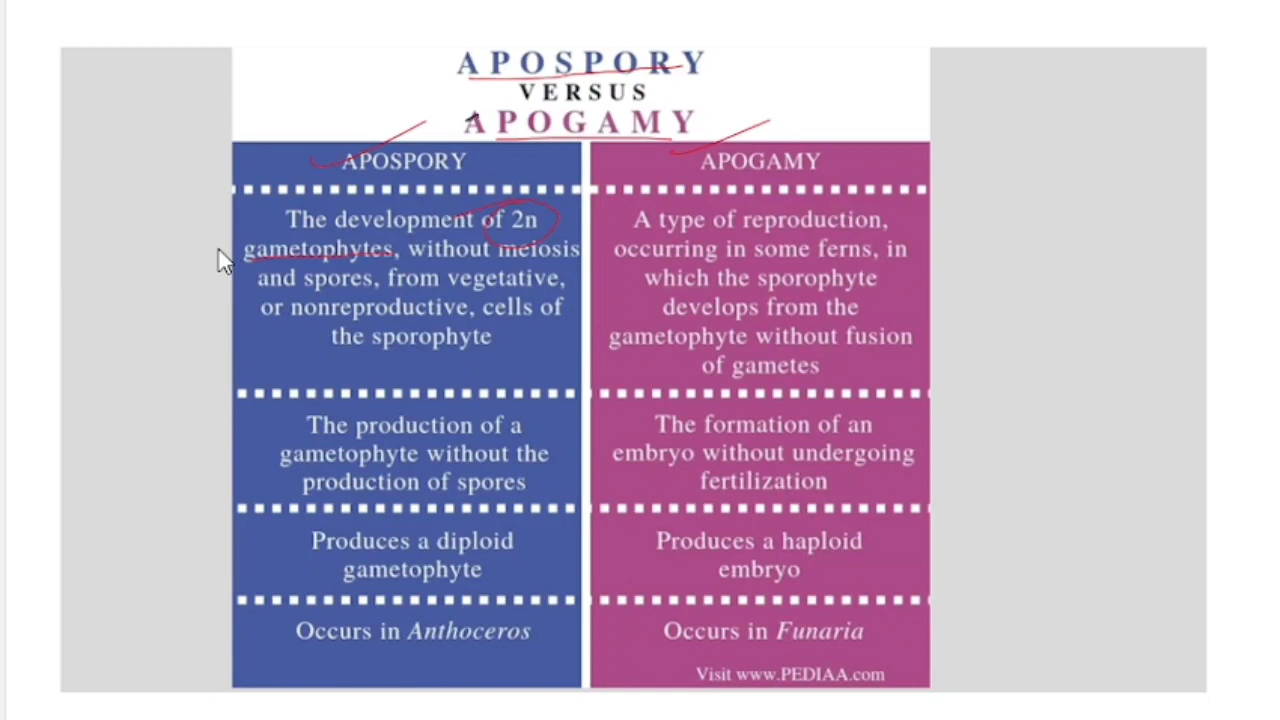 APOSPORY
VERSUS
APOGAMY
APOSPORY
The development of 2n
gametophytes, without meiosis
and spores, from vegetative,
or nonreproductive, cells of
the sporophyte
The production of a
gametophyte without the
production of spores
Produces a diploid
gametophyte
Occurs in Anthoceros
APOGAMY
A type of reproduction,
occurring in some ferns, in
which the sporophyte
develops from the
gametophyte without fusion
of gametes
The formation of an
embryo without undergoing
fertilization
Produces a haploid
embryo
Occurs in Funaria
Visit www.PEDIAA.com